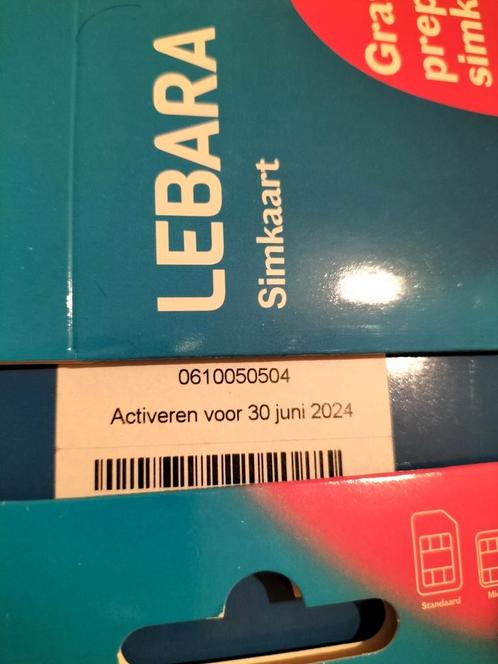 LEBARA
Simkaart
0610050504
Activeren voor 30 juni 2024
Standaard